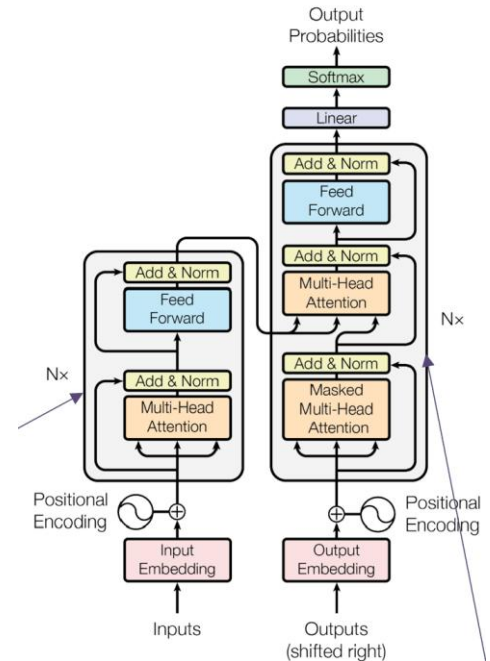 Output
Probabilities
Softmax
Linear
Add & Norm
Feed
Forward
Add & Norm
Multi-Head
Attention
Add & Norm
Masked
Multi-Head
Attention
N×
Add & Norm
Feed
Forward
N×
Add & Norm
Multi-Head
Attention
Positional
Encoding
Positional
Encoding
Input
Embedding
Output
Embedding
Inputs
Outputs
(shifted right)